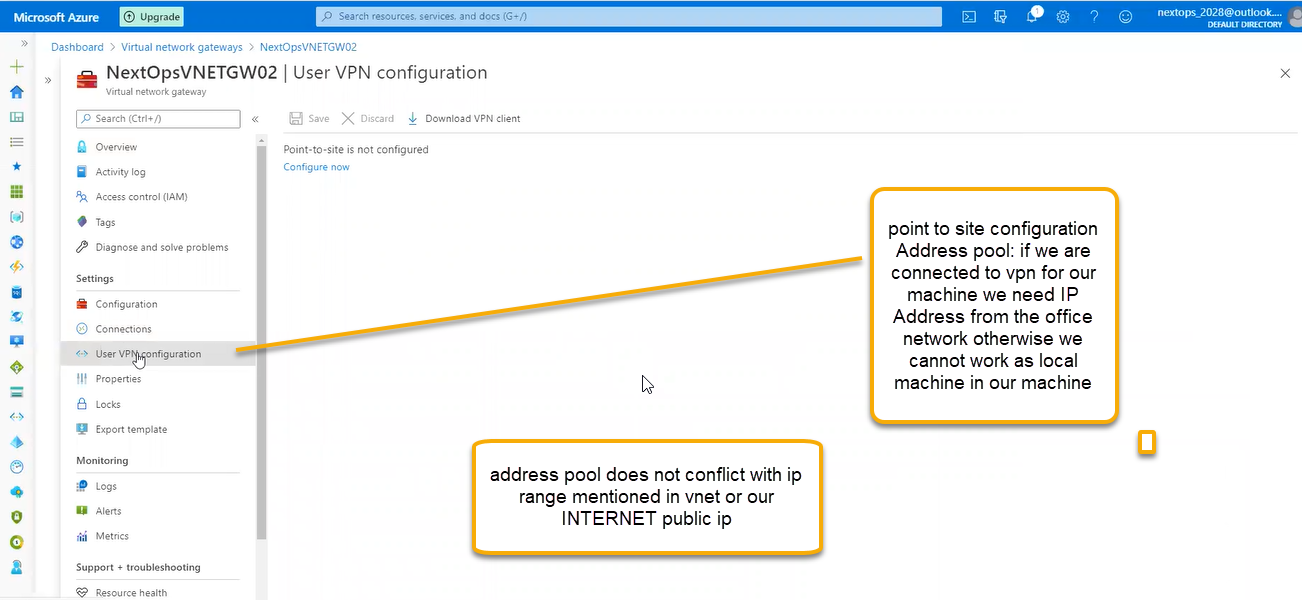 Microsoft Azure
Upgrade
Search resources, services, and docs (G+/)
1
nextops_2028@outlook....
DEFAULT DIRECTORY
Dashboard > Virtual network gateways > NextOpsVNETGW02
NextOpsVNETGW02 | User VPN configuration
Virtual network gateway
Search (Ctrl+/)
Save
Discard
Download VPN client
Overview
Activity log
Access control (IAM)
Tags
Diagnose and solve problems
Settings
Configuration
Connections
User VPN configuration
Properties
Locks
Export template
Monitoring
Logs
Alerts
Metrics
Support + troubleshooting
Resource health
Point-to-site is not configured
Configure now
point to site configuration
Address pool: if we are
connected to vpn for our
machine we need IP
Address from the office
network otherwise we
cannot work as local
machine in our machine
address pool does not conflict with ip
range mentioned in vnet or our
INTERNET public ip